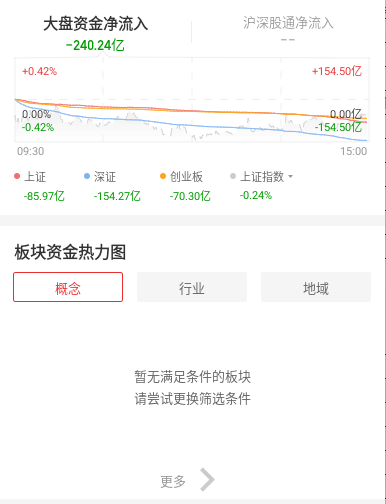 大盘资金净流入 沪深股通净流入
-240.24亿 --
+0.42% +154.50亿
0.00% 0.00亿
-0.42% -154.50亿
09:30 15:00
上证 深证 创业板 上证指数
-85.97亿 -154.27亿 -70.30亿 -0.24%
板块资金热力图
概念 行业 地域
暂无满足条件的板块
请尝试更换筛选条件
更多